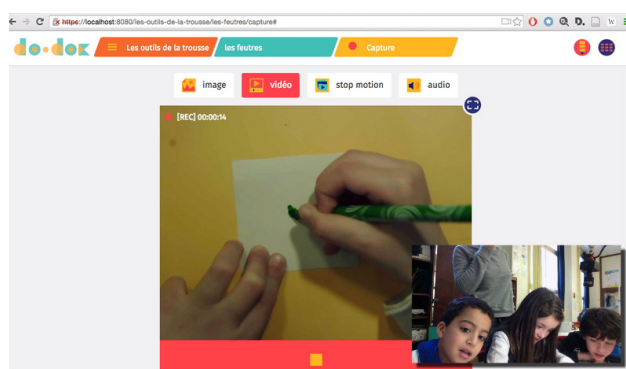 https://localhost:8080/les-outils-de-la-trousse/les-feutres/capture#
do•doc
Les outils de la trousse
les feutres
Capture
image
vidéo
stop motion
audio
[REC] 00:00:14